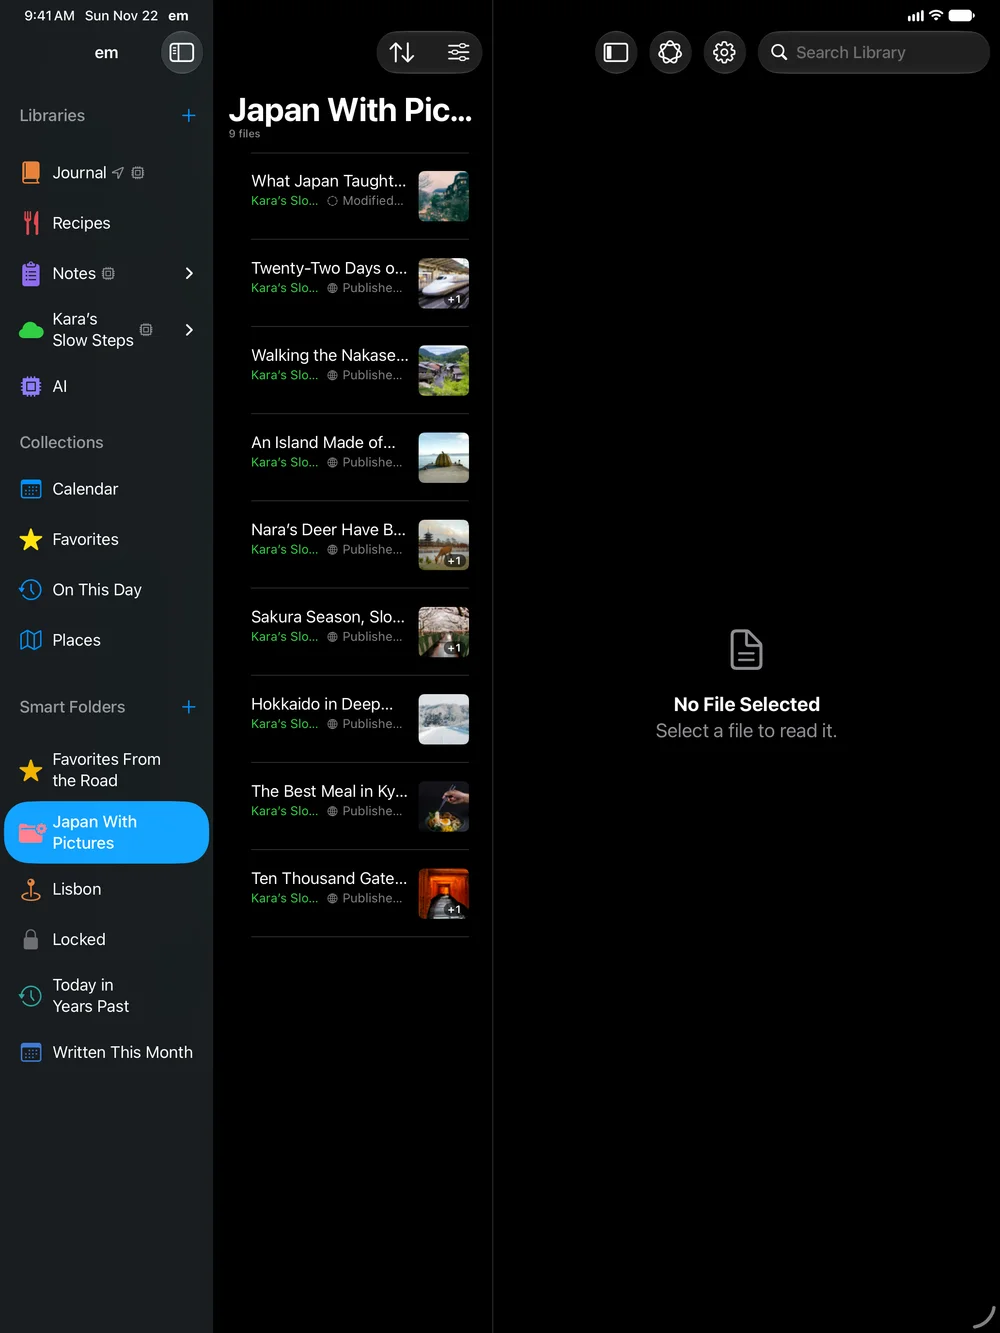 9:41 AM Sun Nov 22 em
em
Libraries
Journal
Recipes
Notes
Kara's
Slow Steps
AI
Collections
Calendar
Favorites
On This Day
Places
Smart Folders
Favorites From
the Road
Japan With
Pictures
Lisbon
Locked
Today in
Years Past
Written This Month
Japan With Pic...
9 files
What Japan Taught...
Kara's Slo... Modified...
Twenty-Two Days o...
Kara's Slo... Publishe...
+1
Walking the Nakase...
Kara's Slo... Publishe...
An Island Made of...
Kara's Slo... Publishe...
Nara's Deer Have B...
Kara's Slo... Publishe...
+1
Sakura Season, Slo...
Kara's Slo... Publishe...
+1
Hokkaido in Deep...
Kara's Slo... Publishe...
The Best Meal in Ky...
Kara's Slo... Publishe...
Ten Thousand Gate...
Kara's Slo... Publishe...
+1
Search Library
No File Selected
Select a file to read it.